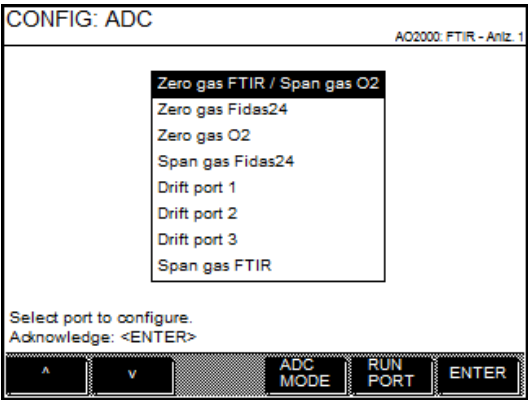 CONFIG: ADC
AO2000: FTIR - Anlz. 1
Zero gas FTIR / Span gas O2
Zero gas Fidas24
Zero gas O2
Span gas Fidas24
Drift port 1
Drift port 2
Drift port 3
Span gas FTIR
Select port to configure.
Acknowledge: <ENTER>
^ v ADC MODE RUN PORT ENTER